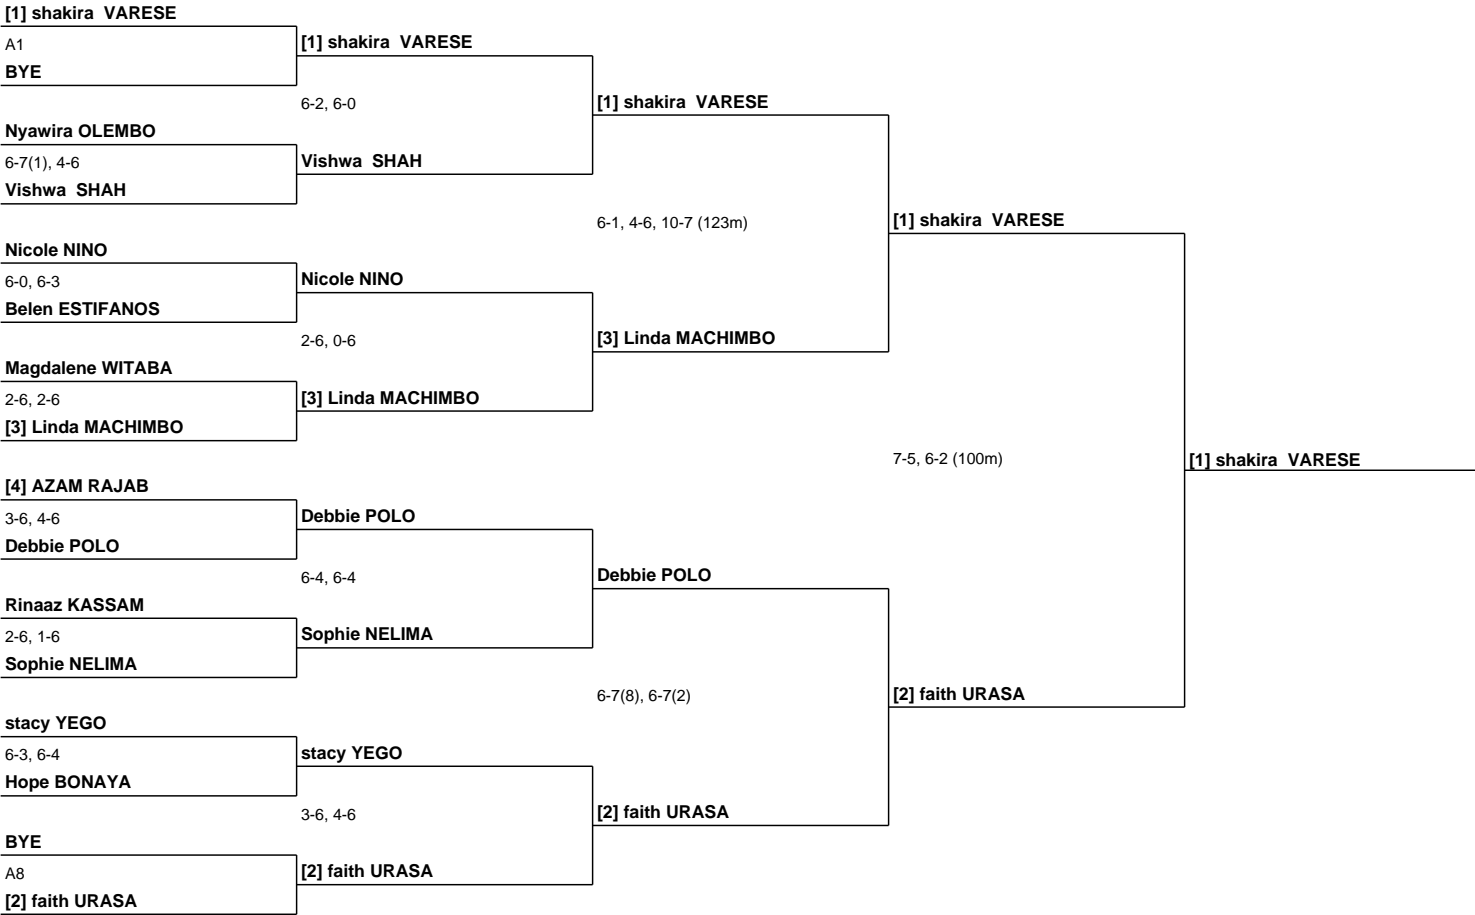 [1] shakira  VARESE
A1
BYE
Nyawira OLEMBO
6-7(1), 4-6
Vishwa  SHAH
Nicole NINO
6-0, 6-3
Belen ESTIFANOS
Magdalene WITABA
2-6, 2-6
[3] Linda MACHIMBO
[4] AZAM RAJAB
3-6, 4-6
Debbie POLO
Rinaaz KASSAM
2-6, 1-6
Sophie NELIMA
stacy YEGO
6-3, 6-4
Hope BONAYA
BYE
A8
[2] faith URASA
[1] shakira  VARESE
6-2, 6-0
Vishwa  SHAH
Nicole NINO
2-6, 0-6
[3] Linda MACHIMBO
Debbie POLO
6-4, 6-4
Sophie NELIMA
stacy YEGO
3-6, 4-6
[2] faith URASA
[1] shakira  VARESE
6-1, 4-6, 10-7 (123m)
[3] Linda MACHIMBO
Debbie POLO
6-7(8), 6-7(2)
[2] faith URASA
[1] shakira  VARESE
7-5, 6-2 (100m)
[2] faith URASA
[1] shakira  VARESE